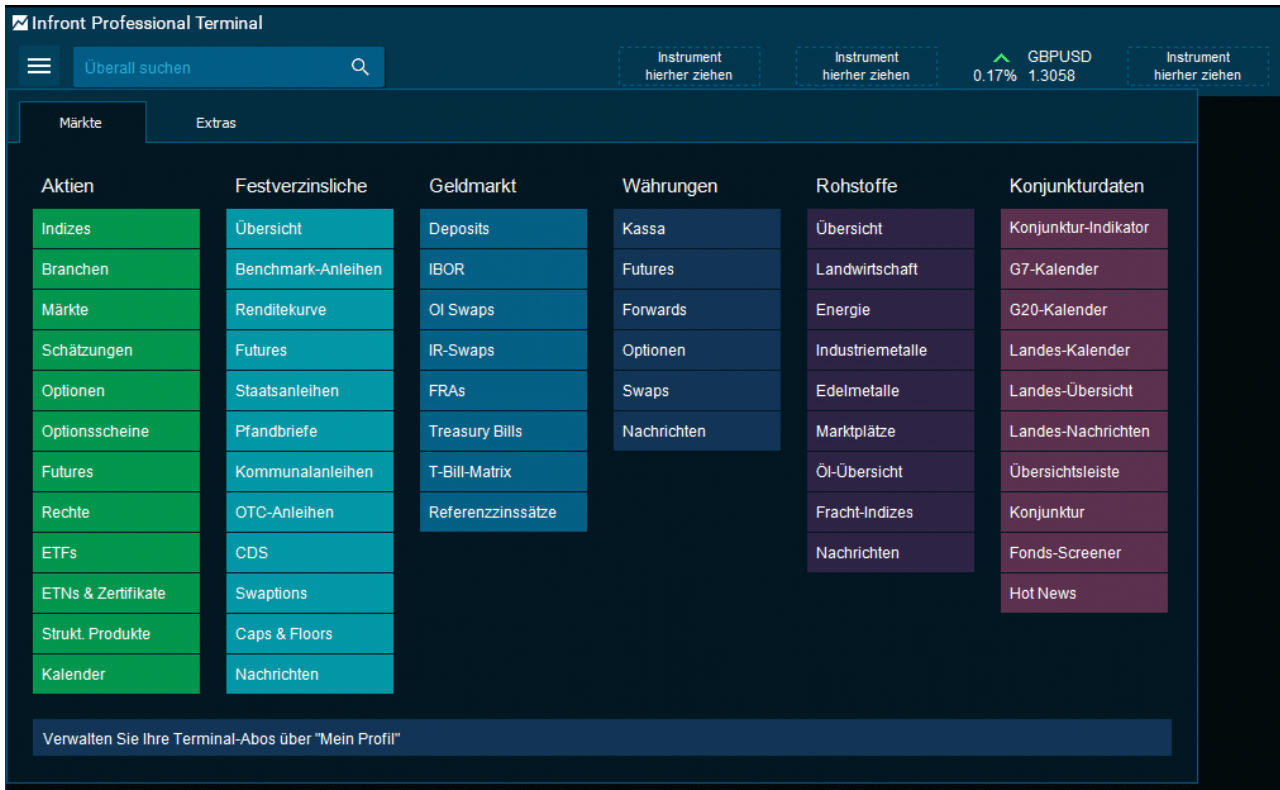 Infront Professional Terminal
Überall suchen
Instrument
hierher ziehen
Instrument
hierher ziehen
GBPUSD
0.17% 1.3058
Instrument
hierher ziehen
Märkte
Extras
Aktien
Indizes
Branchen
Märkte
Schätzungen
Optionen
Optionsscheine
Futures
Rechte
ETFs
ETNs & Zertifikate
Strukt. Produkte
Kalender
Festverzinsliche
Übersicht
Benchmark-Anleihen
Renditekurve
Futures
Staatsanleihen
Pfandbriefe
Kommunalanleihen
OTC-Anleihen
CDS
Swaptions
Caps & Floors
Nachrichten
Geldmarkt
Deposits
IBOR
OI Swaps
IR-Swaps
FRAs
Treasury Bills
T-Bill-Matrix
Referenzzinssätze
Währungen
Kassa
Futures
Forwards
Optionen
Swaps
Nachrichten
Rohstoffe
Übersicht
Landwirtschaft
Energie
Industriemetalle
Edelmetalle
Marktplätze
Öl-Übersicht
Fracht-Indizes
Nachrichten
Konjunkturdaten
Konjunktur-Indikator
G7-Kalender
G20-Kalender
Landes-Kalender
Landes-Übersicht
Landes-Nachrichten
Übersichtsleiste
Konjunktur
Fonds-Screener
Hot News
Verwalten Sie Ihre Terminal-Abos über "Mein Profil"